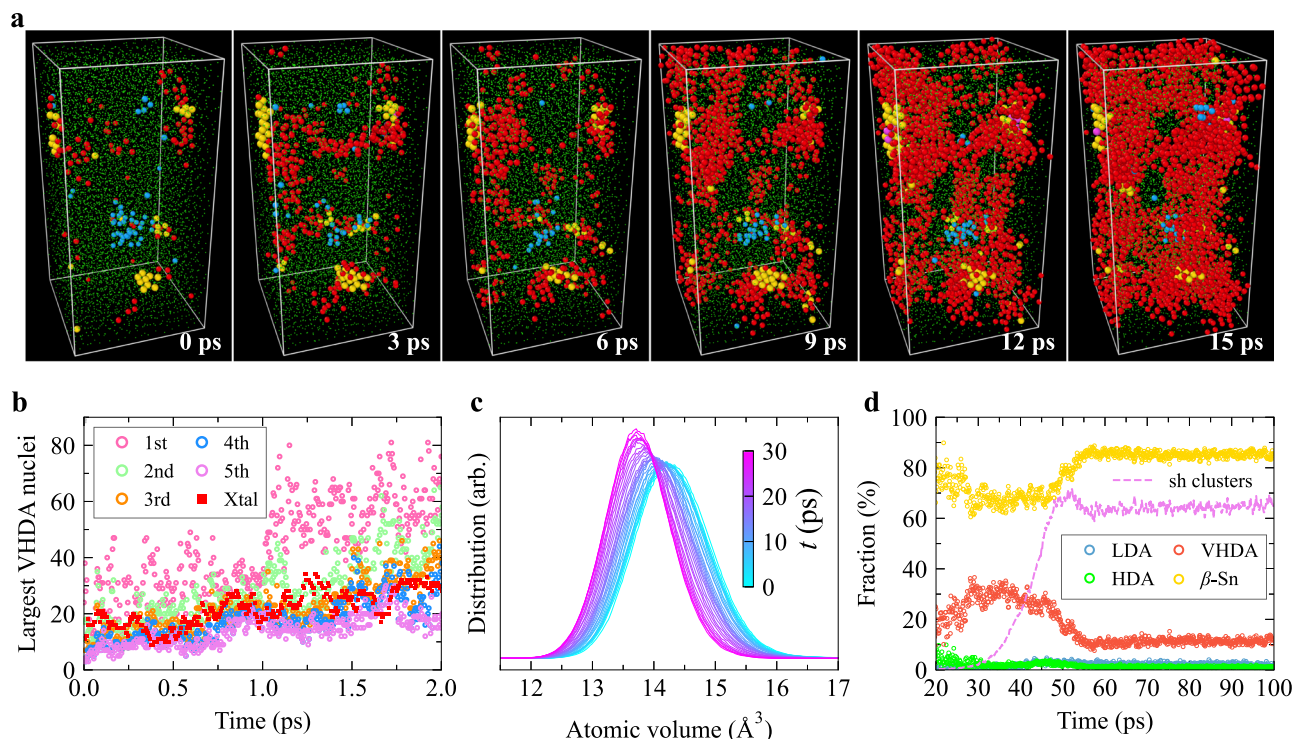 a
0 ps
3 ps
6 ps
9 ps
12 ps
15 ps
b
Largest VHDA nuclei
80
60
40
20
0
1st
2nd
3rd
4th
5th
Xtal
0.0
0.5
1.0
1.5
2.0
Time (ps)
c
Distribution (arb.)
30
20
10
0
t (ps)
12
13
14
15
16
17
Atomic volume (Å³)
d
Fraction (%)
100
80
60
40
20
0
sh clusters
LDA
VHDA
HDA
β-Sn
20
30
40
50
60
70
80
90
100
Time (ps)